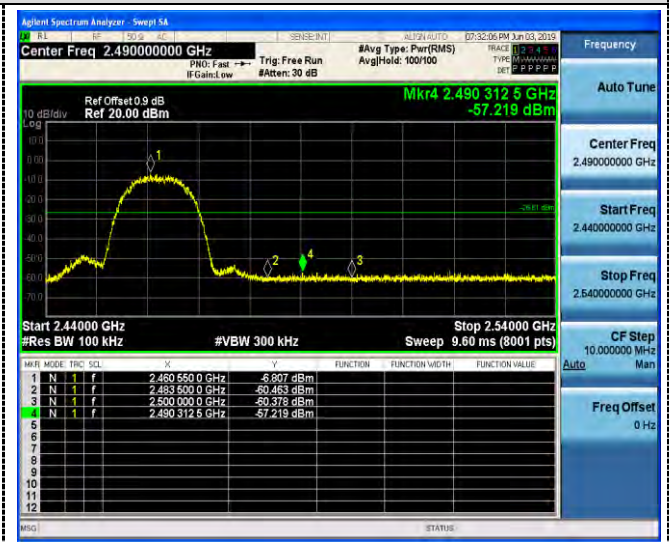 Agilent Spectrum Analyzer - Swept SA
RL RF 50 Ω AC SENSE:INT ALIGN AUTO 07:32:06 PM Jun 03, 2019
Center Freq 2.490000000 GHz #Avg Type: Pwr(RMS) TRACE 1 2 3 4 5 6
PNO: Fast Trig: Free Run Avg|Hold: 100/100 TYPE
IFGain:Low #Atten: 30 dB DET P P P P P P
Frequency
Auto Tune
Mkr4 2.490 312 5 GHz
-57.219 dBm
Ref Offset 0.9 dB
10 dB/div Ref 20.00 dBm
Log
10.0
0.00
-10.0
-20.0
-30.0
-40.0
-50.0
-60.0
-70.0
1
2
4
3
-26.81 dBm
Center Freq
2.490000000 GHz
Start Freq
2.440000000 GHz
Stop Freq
2.540000000 GHz
CF Step
10.000000 MHz
Auto Man
Freq Offset
0 Hz
Start 2.44000 GHz Stop 2.54000 GHz
#Res BW 100 kHz #VBW 300 kHz Sweep 9.60 ms (8001 pts)
MKR MODE TRC SCL X Y FUNCTION FUNCTION WIDTH FUNCTION VALUE
1 N 1 f 2.460 550 0 GHz -6.807 dBm
2 N 1 f 2.483 500 0 GHz -60.463 dBm
3 N 1 f 2.500 000 0 GHz -60.378 dBm
4 N 1 f 2.490 312 5 GHz -57.219 dBm
5
6
7
8
9
10
11
12
MSG STATUS